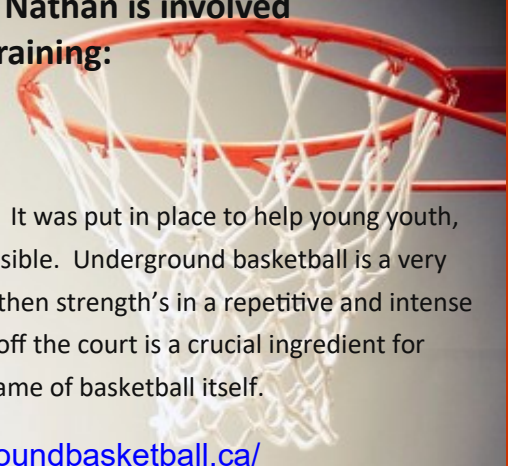 Nathan is involved
raining:
It was put in place to help young youth,
sible. Underground basketball is a very
then strength's in a repetitive and intense
off the court is a crucial ingredient for
ame of basketball itself.
oundbasketball.ca/